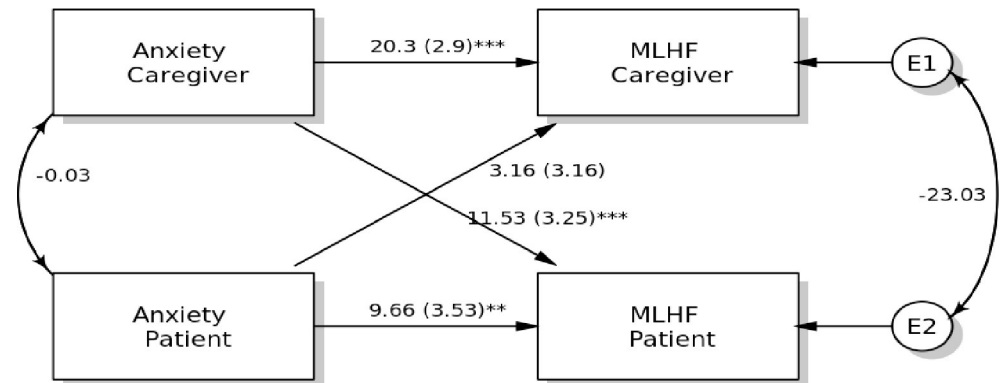 Anxiety
Caregiver
20.3 (2.9)***
MLHF
Caregiver
E1
-0.03
3.16 (3.16)
11.53 (3.25)***
-23.03
Anxiety
Patient
9.66 (3.53)**
MLHF
Patient
E2